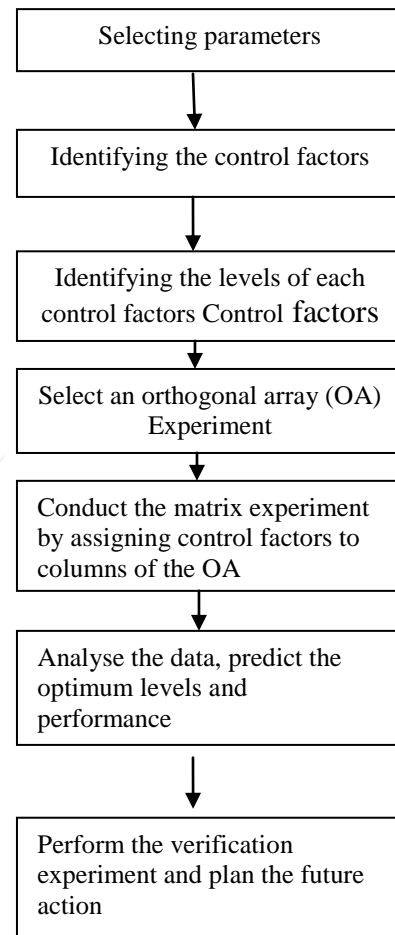 Selecting parameters
Identifying the control factors
Identifying the levels of each
control factors Control factors
Select an orthogonal array (OA)
Experiment
Conduct the matrix experiment
by assigning control factors to
columns of the OA
Analyse the data, predict the
optimum levels and
performance
Perform the verification
experiment and plan the future
action